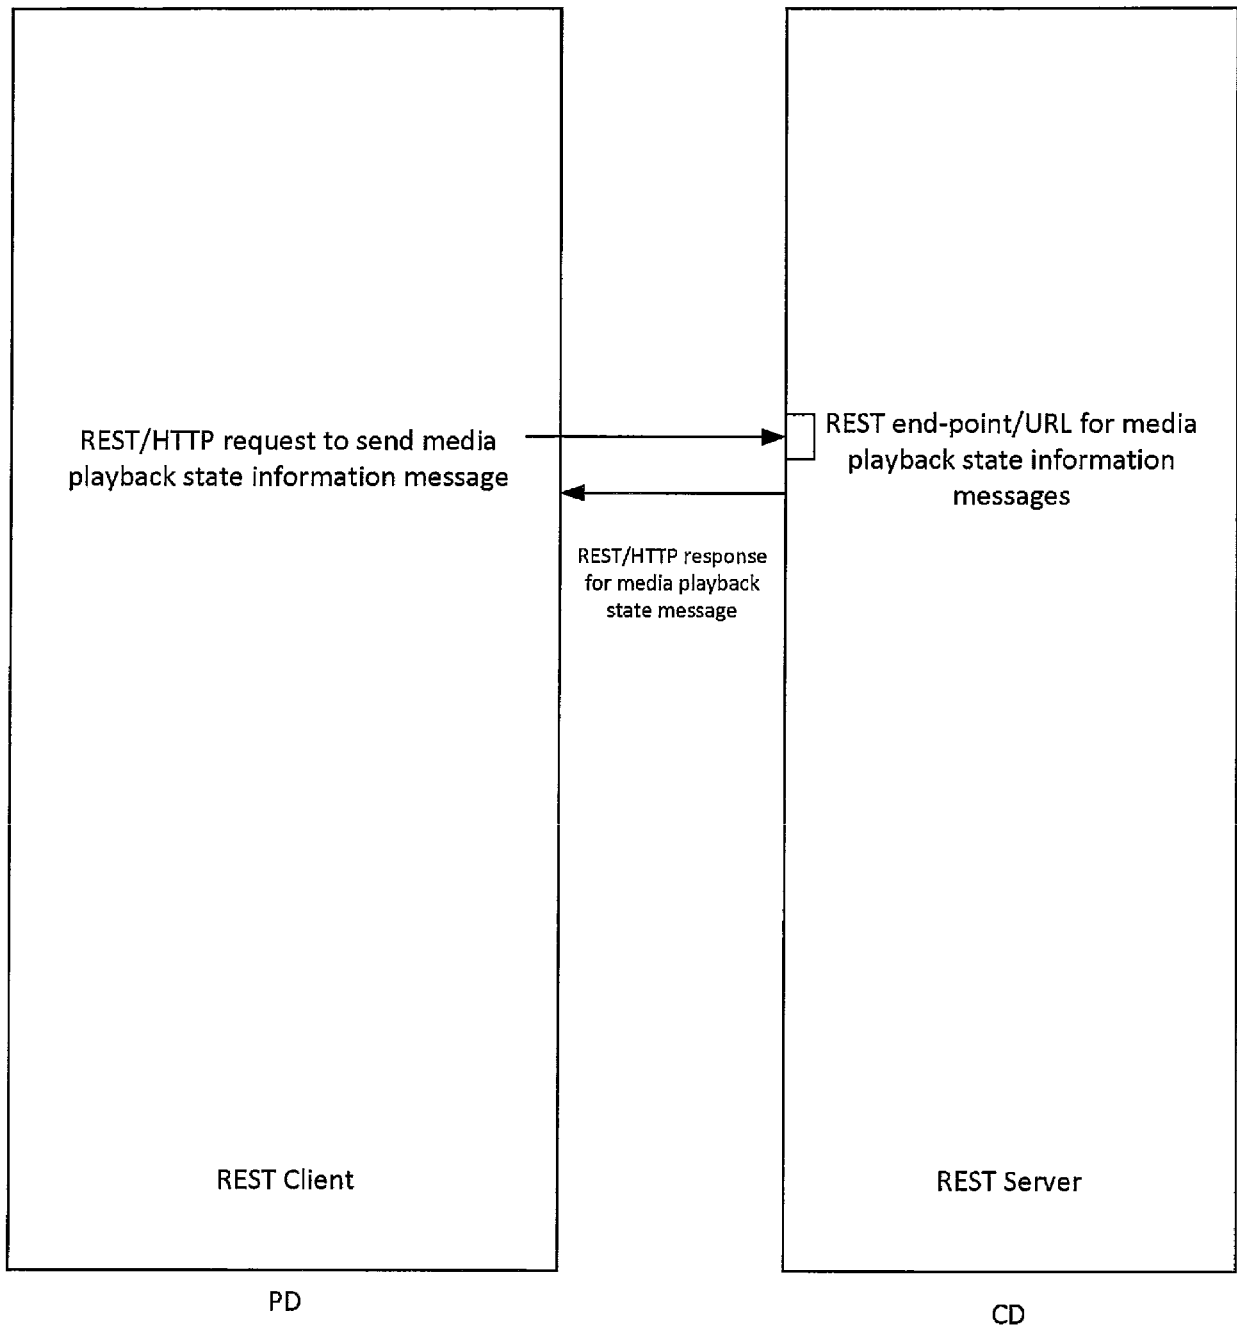 REST/HTTP request to send media
playback state information message
REST end-point/URL for media
playback state information
messages
REST/HTTP response
for media playback
state message
REST Client
REST Server
PD
CD